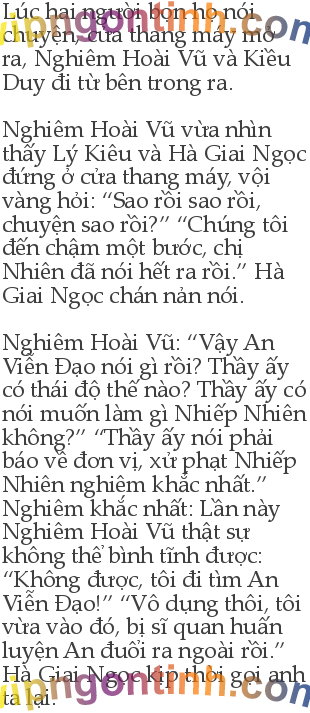 Lúc hai người bọn họ nói
chuyện, cửa thang máy mở
ra, Nghiêm Hoài Vũ và Kiều
Duy đi từ bên trong ra.

Nghiêm Hoài Vũ vừa nhìn
thấy Lý Kiêu và Hà Giai Ngọc
đứng ở cửa thang máy, vội
vàng hỏi: “Sao rồi sao rồi,
chuyện sao rồi?” “Chúng tôi
đến chậm một bước, chị
Nhiên đã nói hết ra rồi.” Hà
Giai Ngọc chán nản nói.

Nghiêm Hoài Vũ: “Vậy An
Viễn Đạo nói gì rồi? Thầy ấy
có thái độ thế nào? Thầy ấy có
nói muốn làm gì Nhiếp Nhiên
không?” “Thầy ấy nói phải
báo về đơn vị, xử phạt Nhiếp
Nhiên nghiêm khắc nhất.”
Nghiêm khắc nhất: Lần này
Nghiêm Hoài Vũ thật sự
không thể bình tĩnh được:
“Không được, tôi đi tìm An
Viễn Đạo!” “Vô dụng thôi, tôi
vừa vào đó, bị sĩ quan huấn
luyện An đuổi ra ngoài rồi.”
Hà Giai Ngọc kịp thời gọi anh
ta lại.
vipngontinh.com
vipngontinh.com